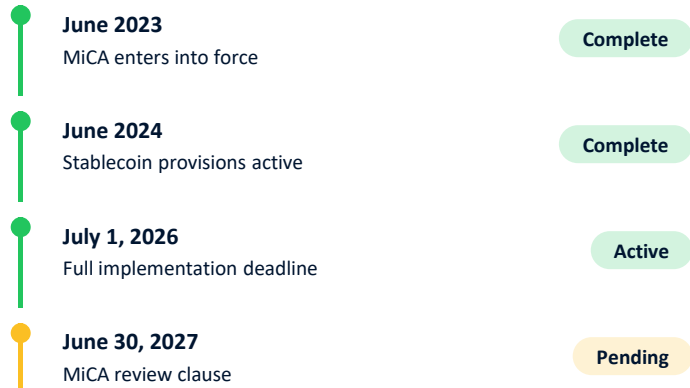 June 2023
Complete
MiCA enters into force
June 2024
Complete
Stablecoin provisions active
July 1, 2026
Active
Full implementation deadline
June 30, 2027
Pending
MiCA review clause